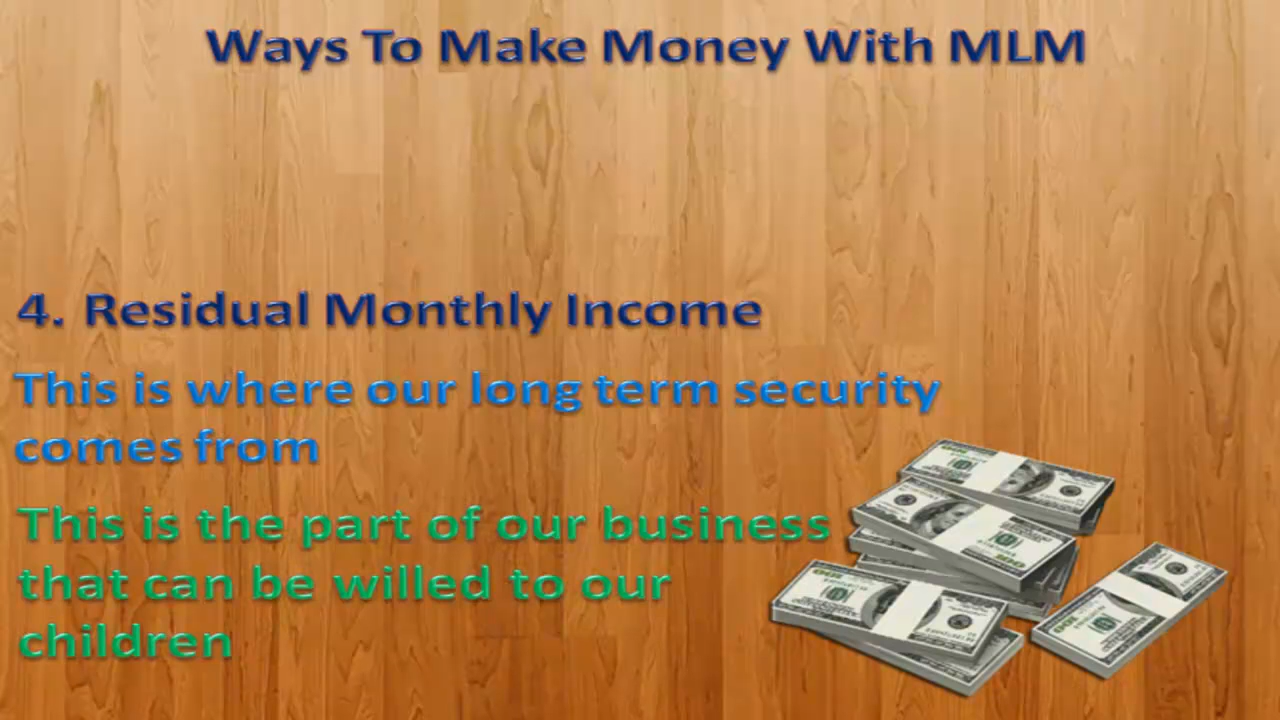 Ways To Make Money With MLM
4. Residual Monthly Income
This is where our long term security
comes from
This is the part of our business
that can be willed to our
children